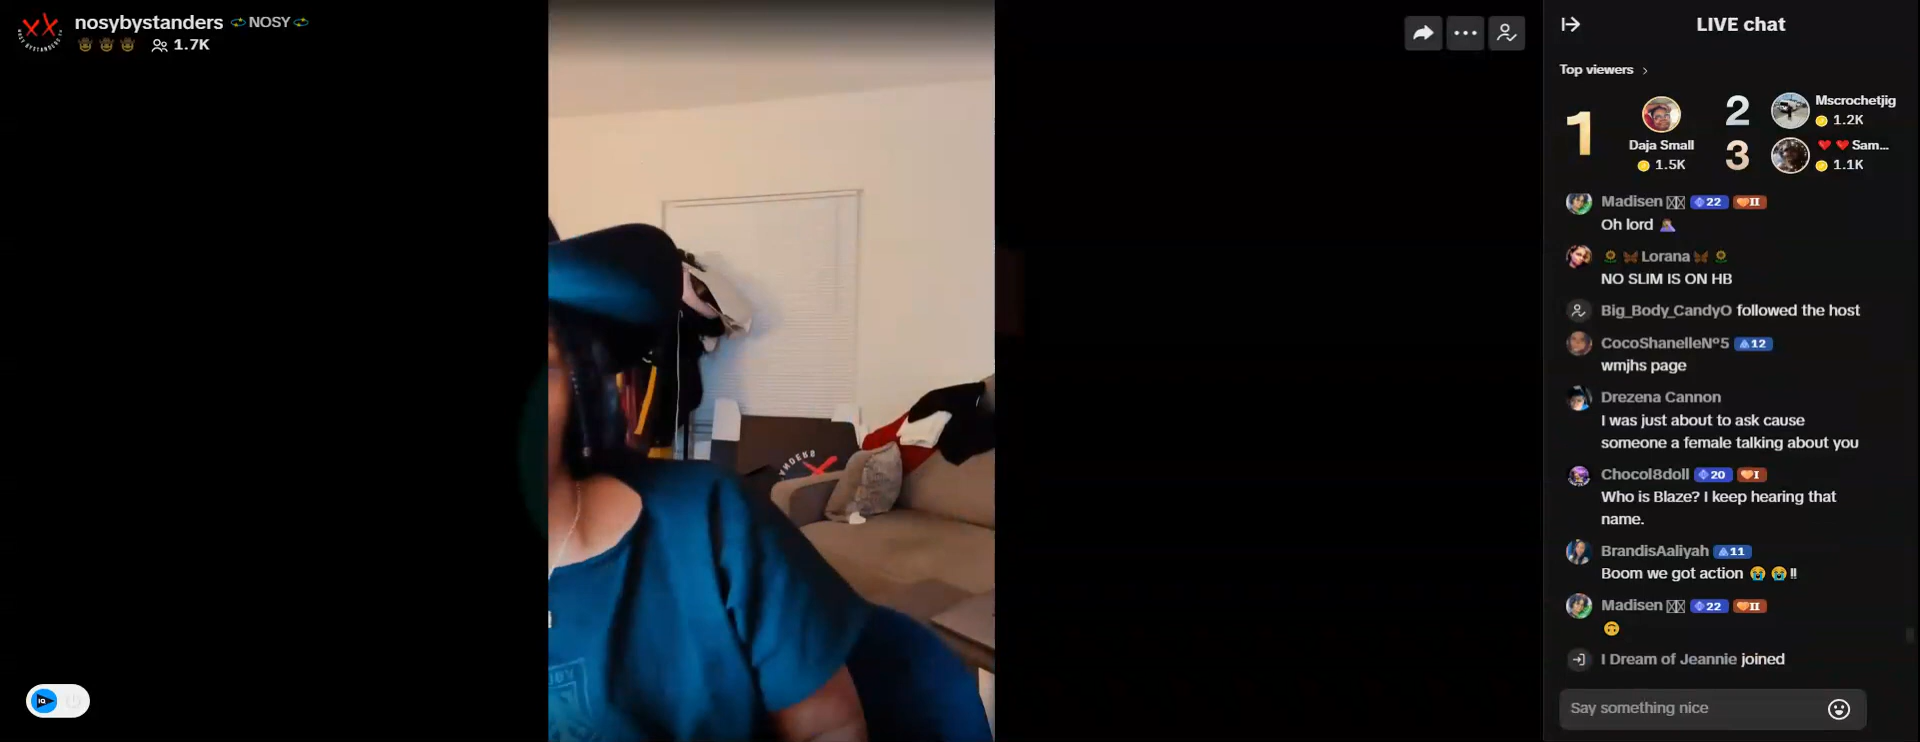 nosybystanders NOSY
1.7K
LIVE chat
Top viewers
1
Daja Small
1.5K
2
Mscrochetjig
1.2K
3
Sam...
1.1K
Madisen 22 II
Oh lord
Lorana
NO SLIM IS ON HB
Big_Body_CandyO followed the host
CocoShanelleNº5 12
wmjhs page
Drezena Cannon
I was just about to ask cause
someone a female talking about you
Chocol8doll 20 I
Who is Blaze? I keep hearing that
name.
BrandisAaliyah 11
Boom we got action !!
Madisen 22 II
I Dream of Jeannie joined
Say something nice